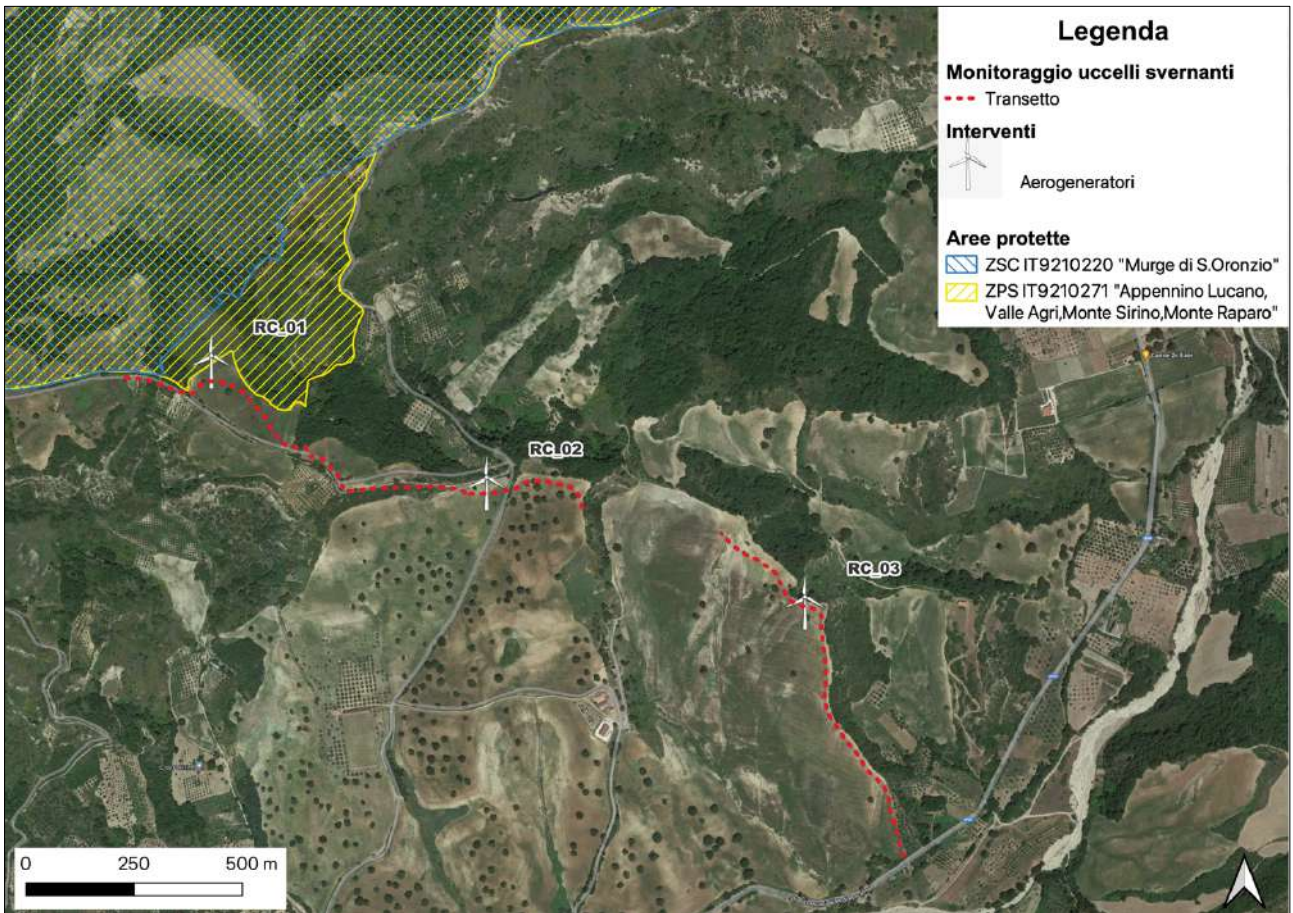 Legenda
Monitoraggio uccelli svernanti
Transetto
Interventi
Aerogeneratori
Aree protette
ZSC IT9210220 "Murge di S.Oronzio"
ZPS IT9210271 "Appennino Lucano,
Valle Agri,Monte Sirino,Monte Raparo"
RC_01
RC_02
RC_03
0 250 500 m